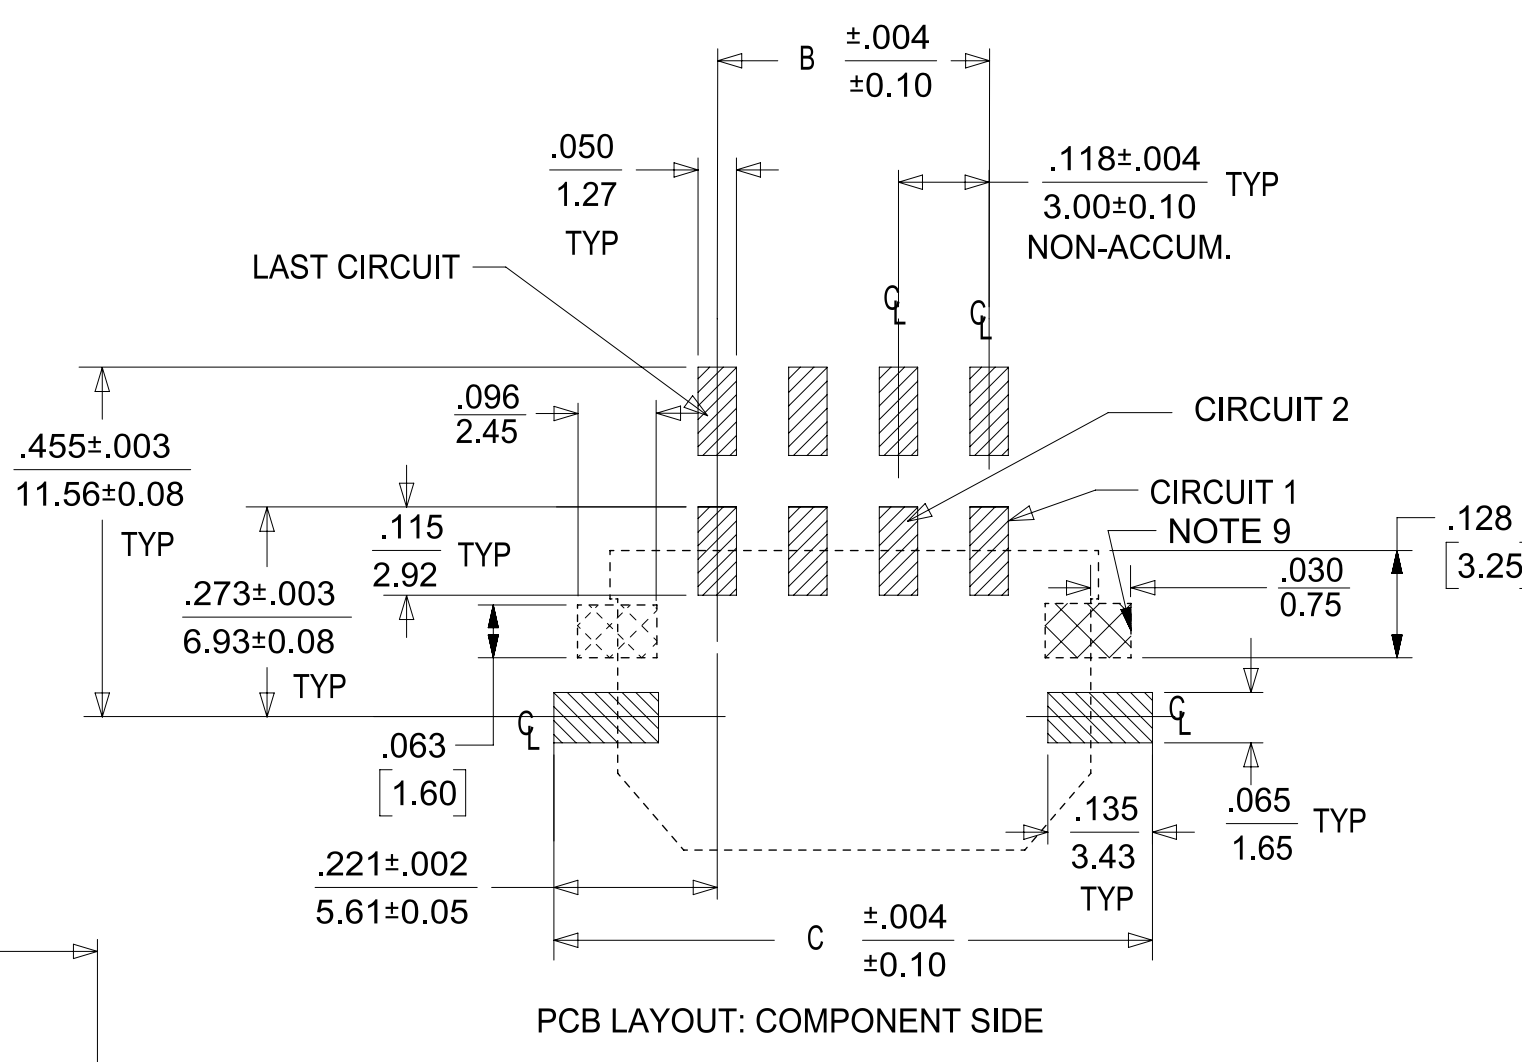 B
±.004
±0.10
.050
1.27
TYP
.118±.004
3.00±0.10
TYP
NON-ACCUM.
LAST CIRCUIT
CL
CL
.096
2.45
CIRCUIT 2
.455±.003
11.56±0.08
TYP
CIRCUIT 1
NOTE 9
.115
2.92
TYP
.128
[3.25]
.030
0.75
.273±.003
6.93±0.08
TYP
CL
CL
.063
[1.60]
.135
3.43
TYP
.065
1.65
TYP
.221±.002
5.61±0.05
C
±.004
±0.10
PCB LAYOUT: COMPONENT SIDE